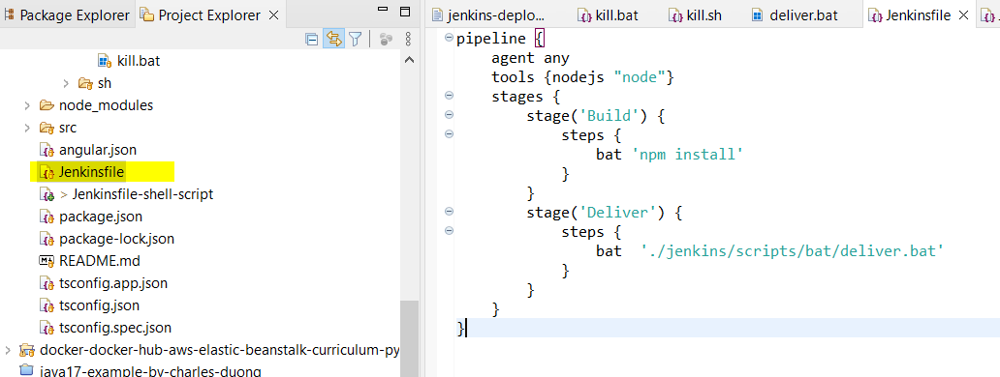 Package Explorer
Project Explorer
kill.bat
sh
node_modules
src
angular.json
Jenkinsfile
> Jenkinsfile-shell-script
package.json
package-lock.json
README.md
tsconfig.app.json
tsconfig.json
tsconfig.spec.json
docker-docker-hub-aws-elastic-beanstalk-curriculum-py
java17-example-by-charles-duong
jenkins-deplo...
kill.bat
kill.sh
deliver.bat
Jenkinsfile
pipeline {
    agent any
    tools {nodejs "node"}
    stages {
        stage('Build') {
            steps {
                bat 'npm install'
            }
        }
        stage('Deliver') {
            steps {
                bat  './jenkins/scripts/bat/deliver.bat'
            }
        }
    }
}